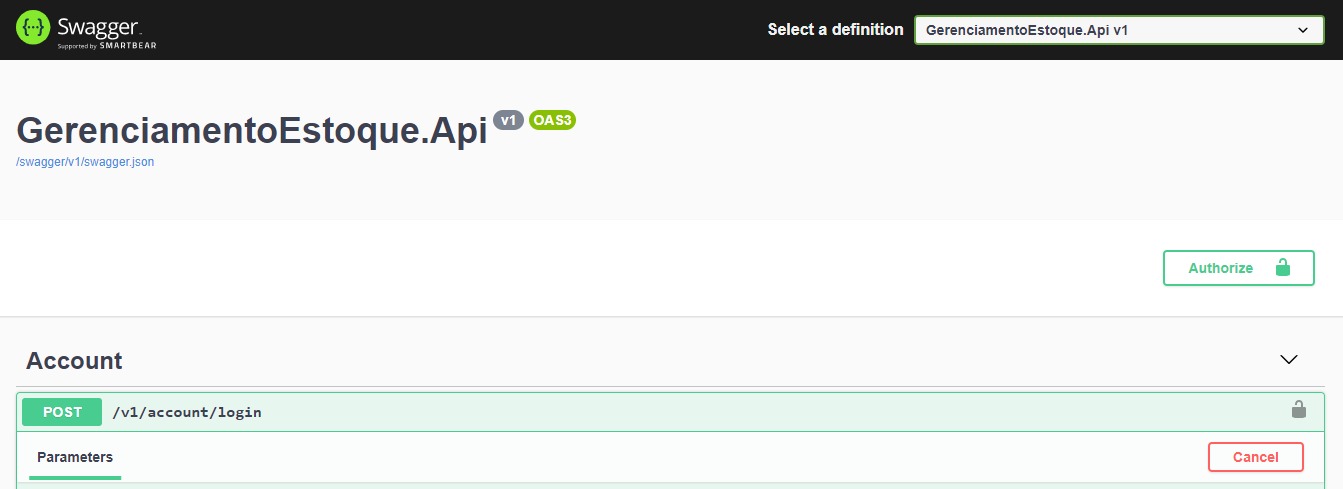 Swagger
Supported by SMARTBEAR
Select a definition
GerenciamentoEstoque.Api v1
GerenciamentoEstoque.Api v1 OAS3
/swagger/v1/swagger.json
Authorize
Account
POST /v1/account/login
Parameters
Cancel